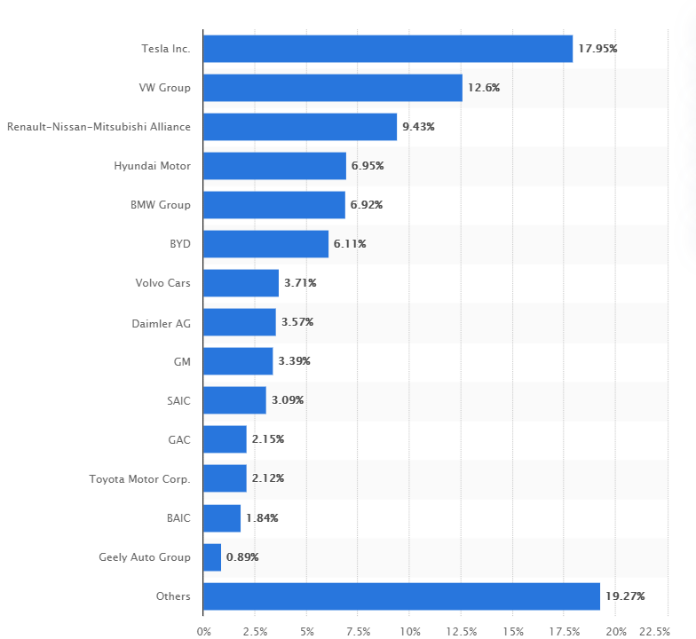 Tesla Inc. 17.95%
VW Group 12.6%
Renault-Nissan-Mitsubishi Alliance 9.43%
Hyundai Motor 6.95%
BMW Group 6.92%
BYD 6.11%
Volvo Cars 3.71%
Daimler AG 3.57%
GM 3.39%
SAIC 3.09%
GAC 2.15%
Toyota Motor Corp. 2.12%
BAIC 1.84%
Geely Auto Group 0.89%
Others 19.27%
0% 2.5% 5% 7.5% 10% 12.5% 15% 17.5% 20% 22.5%